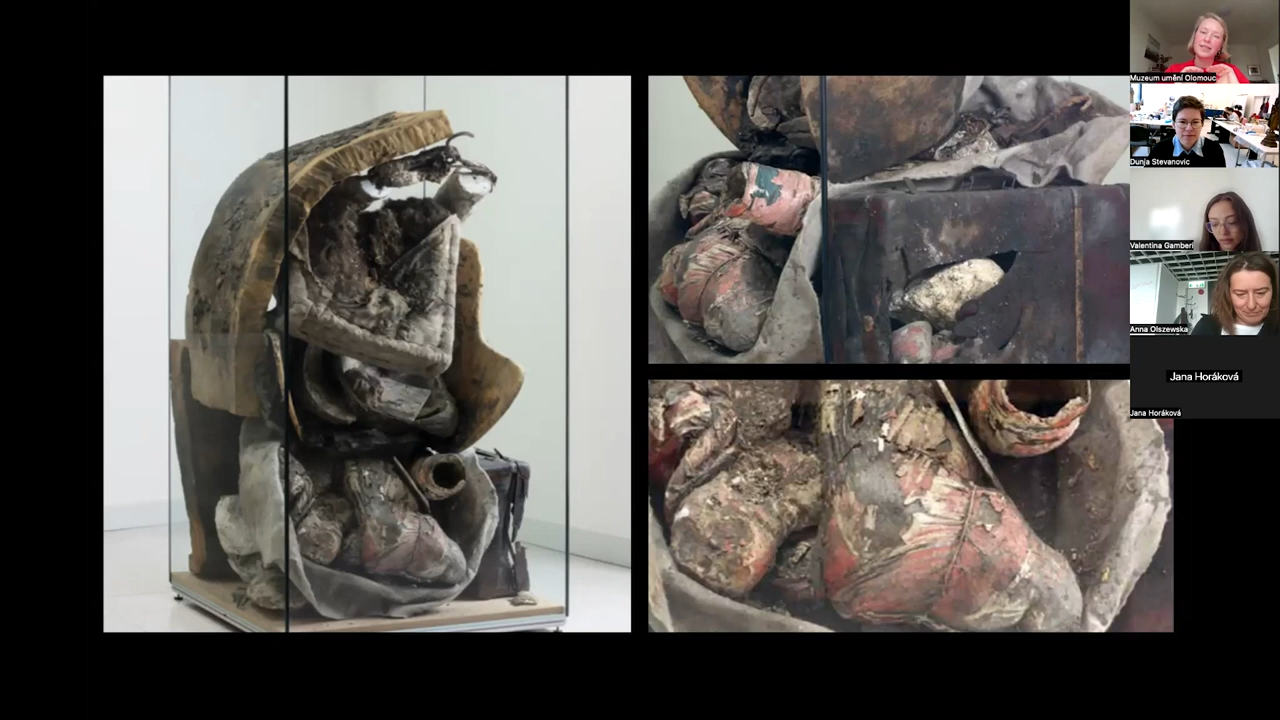 Muzeum umění Olomouc
Dunja Stevanovic
Valentina Gamberi
Anna Olszewska
Jana Horáková
Jana Horáková